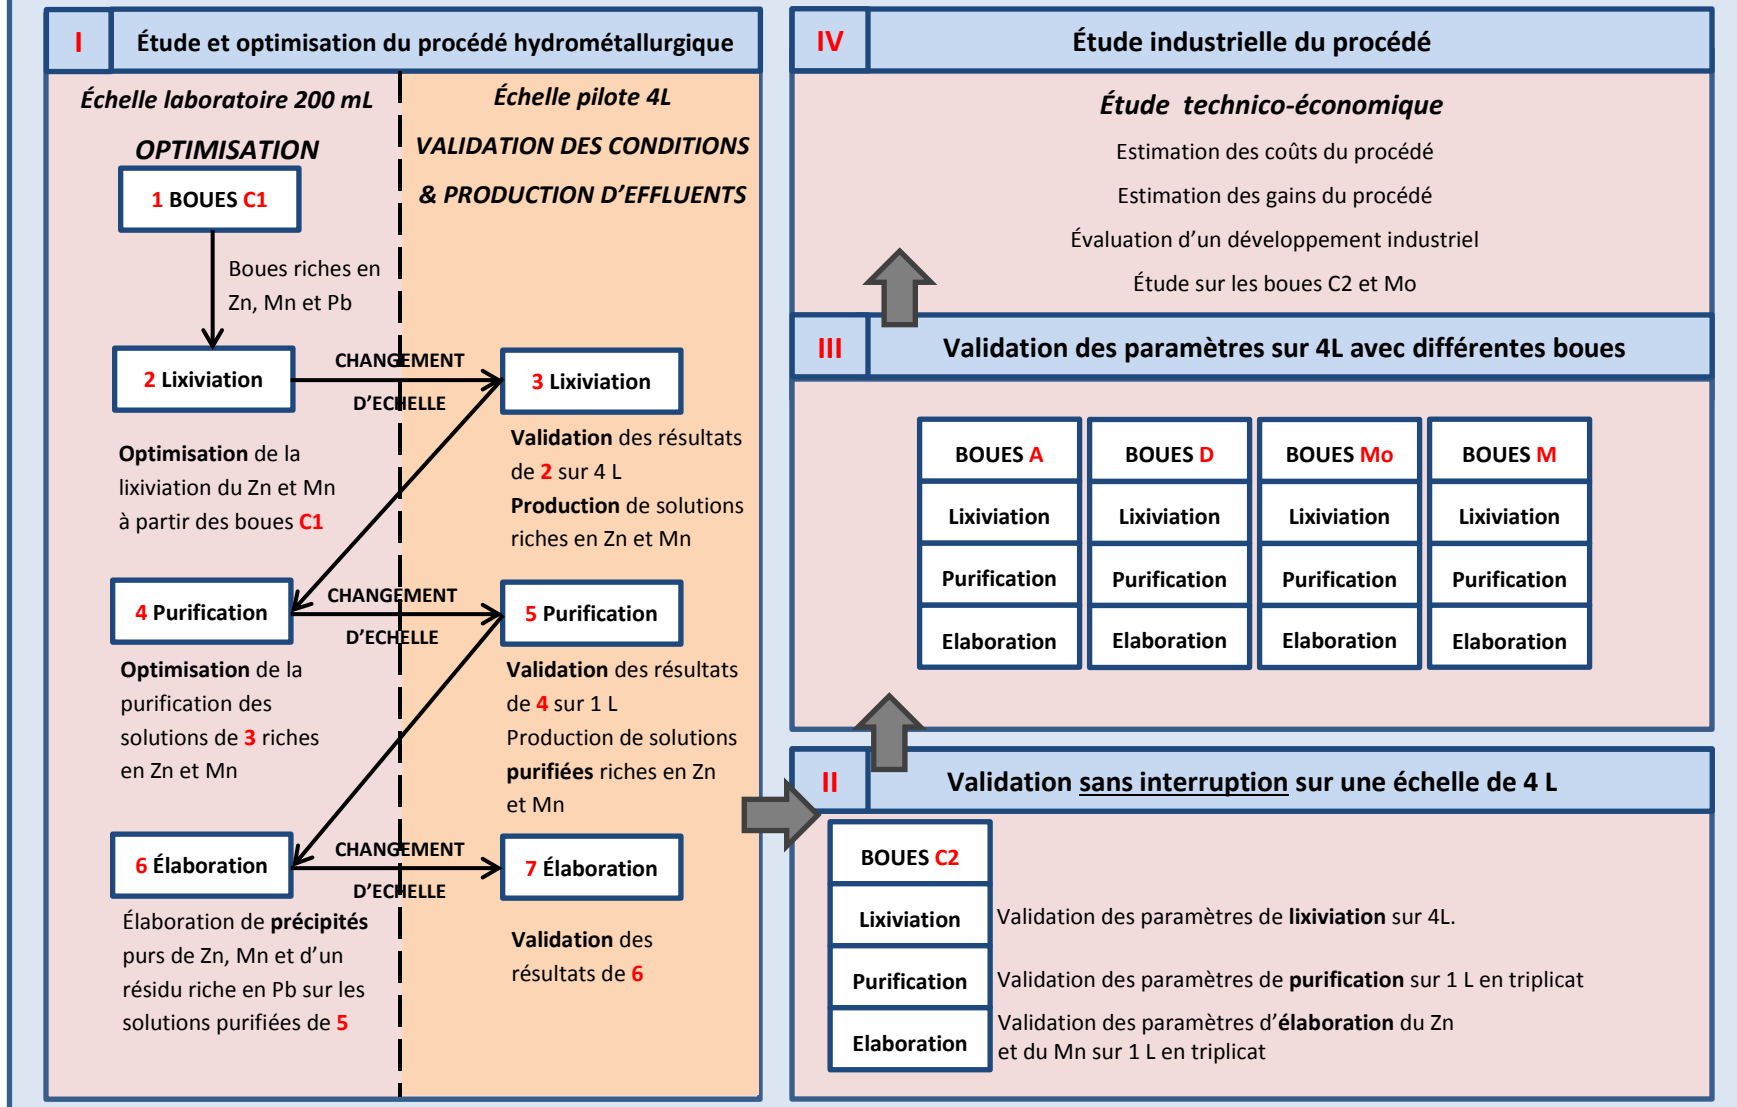 I Étude et optimisation du procédé hydrométallurgique
Échelle laboratoire 200 mL
OPTIMISATION
1 BOUES C1
Boues riches en
Zn, Mn et Pb
2 Lixiviation
CHANGEMENT
D’ECHELLE
Optimisation de la
lixiviation du Zn et Mn
à partir des boues C1
4 Purification
CHANGEMENT
D’ECHELLE
Optimisation de la
purification des
solutions de 3 riches
en Zn et Mn
6 Élaboration
CHANGEMENT
D’ECHELLE
Élaboration de précipités
purs de Zn, Mn et d’un
résidu riche en Pb sur les
solutions purifiées de 5
Échelle pilote 4L
VALIDATION DES CONDITIONS
& PRODUCTION D’EFFLUENTS
3 Lixiviation
Validation des résultats
de 2 sur 4 L
Production de solutions
riches en Zn et Mn
5 Purification
Validation des résultats
de 4 sur 1 L
Production de solutions
purifiées riches en Zn
et Mn
7 Élaboration
Validation des
résultats de 6
IV Étude industrielle du procédé
Étude technico-économique
Estimation des coûts du procédé
Estimation des gains du procédé
Évaluation d’un développement industriel
Étude sur les boues C2 et Mo
III Validation des paramètres sur 4L avec différentes boues
BOUES A BOUES D BOUES Mo BOUES M
Lixiviation Lixiviation Lixiviation Lixiviation
Purification Purification Purification Purification
Elaboration Elaboration Elaboration Elaboration
II Validation sans interruption sur une échelle de 4 L
BOUES C2
Lixiviation Validation des paramètres de lixiviation sur 4L.
Purification Validation des paramètres de purification sur 1 L en triplicat
Elaboration Validation des paramètres d’élaboration du Zn
et du Mn sur 1 L en triplicat